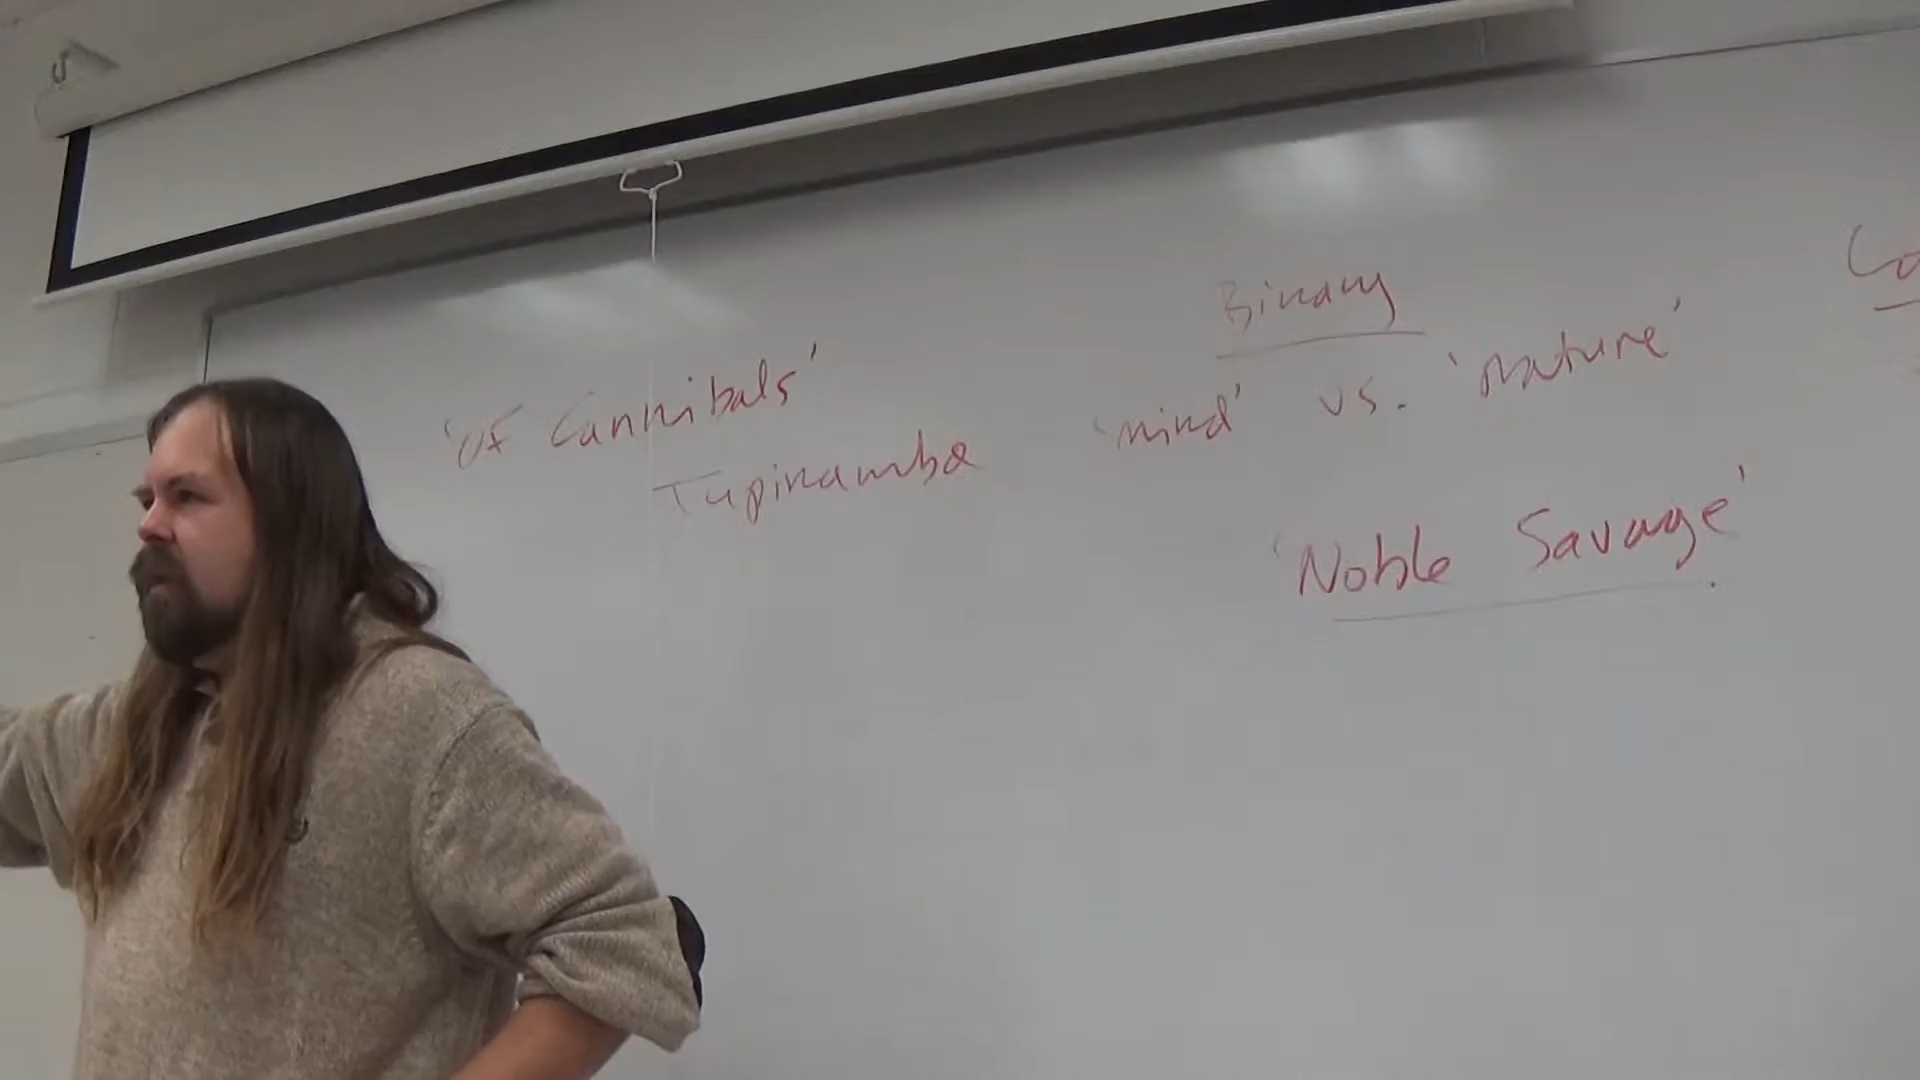 'Of Cannibals'
Tupinamba
Binary
'mind' vs. 'nature'
'Noble Savage'